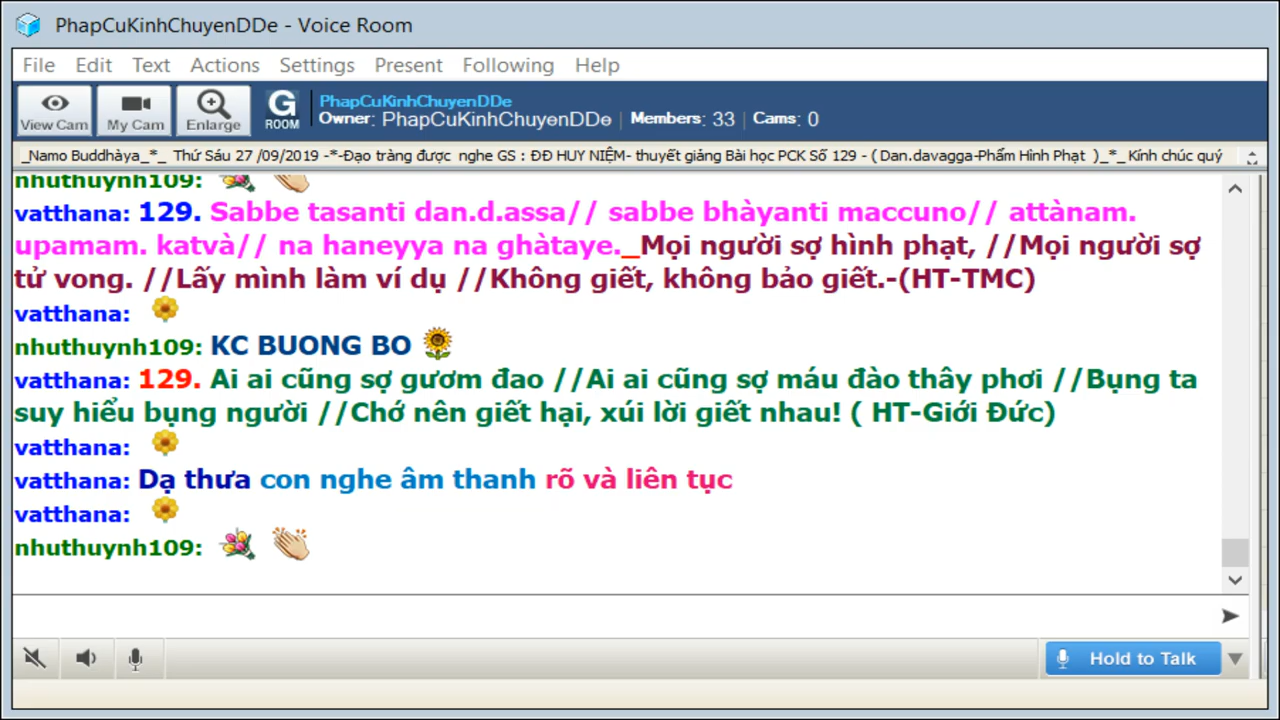 PhapCuKinhChuyenDDe - Voice Room
File Edit Text Actions Settings Present Following Help
View Cam My Cam Enlarge G ROOM
PhapCuKinhChuyenDDe
Owner: PhapCuKinhChuyenDDe | Members: 33 | Cams: 0
_Namo Buddhàya_*_ Thứ Sáu 27 /09/2019 -*-Đạo tràng được nghe GS : ĐĐ HUY NIỆM- thuyết giảng Bài học PCK Số 129 - ( Dan.davagga-Phẩm Hình Phạt )_*_ Kính chúc quý
nhuthuynh109:
vatthana: 129. Sabbe tasanti dan.d.assa// sabbe bhàyanti maccuno// attànam.
upamam. katvà// na haneyya na ghàtaye._Mọi người sợ hình phạt, //Mọi người sợ
tử vong. //Lấy mình làm ví dụ //Không giết, không bảo giết.-(HT-TMC)
vatthana:
nhuthuynh109: KC BUONG BO
vatthana: 129. Ai ai cũng sợ gươm đao //Ai ai cũng sợ máu đào thây phơi //Bụng ta
suy hiểu bụng người //Chớ nên giết hại, xúi lời giết nhau! ( HT-Giới Đức)
vatthana:
vatthana: Dạ thưa con nghe âm thanh rõ và liên tục
vatthana:
nhuthuynh109:
Hold to Talk